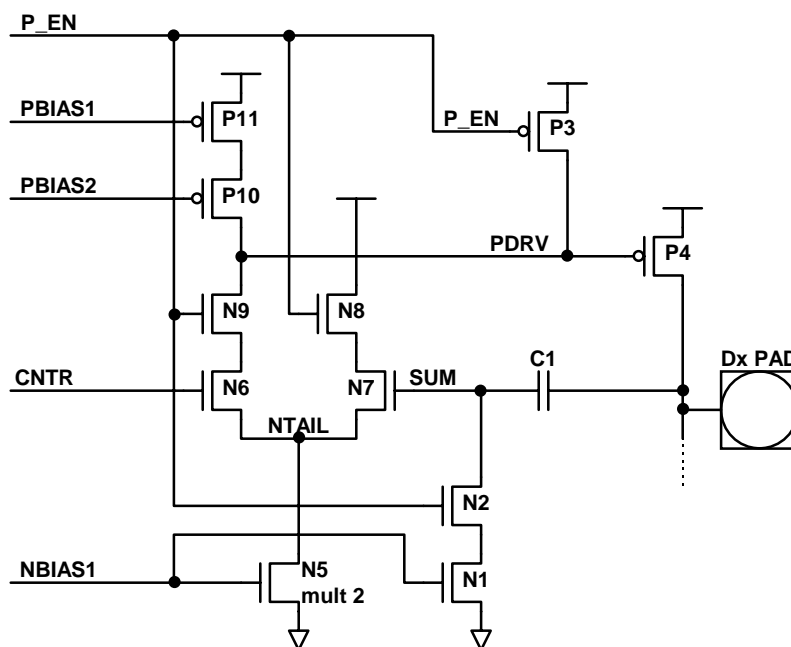 P_EN
PBIAS1
P11
P_EN
P3
PBIAS2
P10
PDRV
P4
N9
N8
C1
Dx PAD
CNTR
N6
N7
SUM
NTAIL
N2
NBIAS1
N5
N1
mult 2